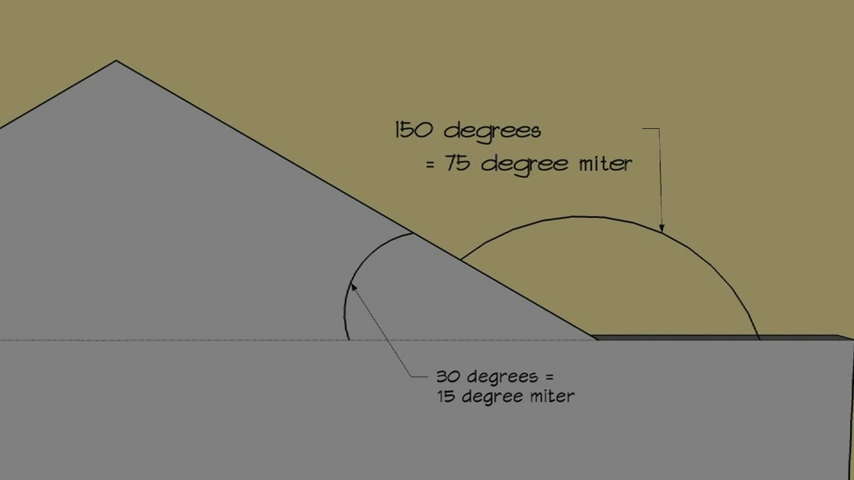 150 degrees
= 75 degree miter
30 degrees =
15 degree miter